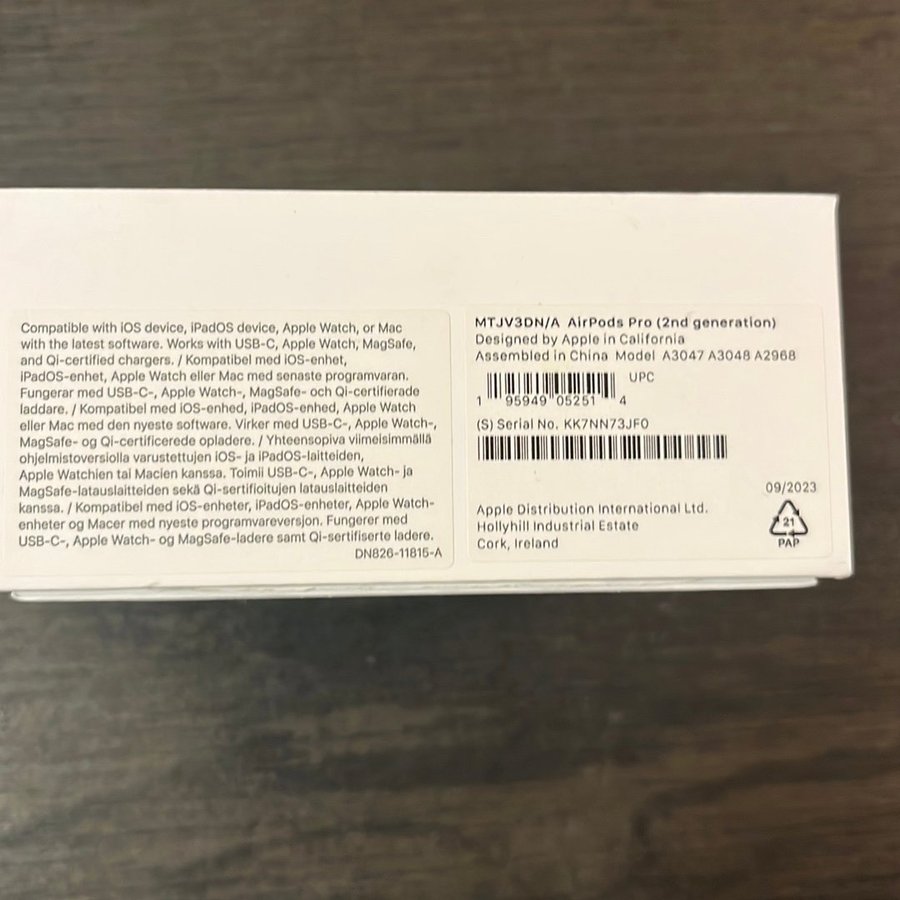 Compatible with iOS device, iPadOS device, Apple Watch, or Mac
with the latest software. Works with USB-C, Apple Watch, MagSafe,
and Qi-certified chargers. / Kompatibel med iOS-enhet,
iPadOS-enhet, Apple Watch eller Mac med senaste programvaran.
Fungerar med USB-C-, Apple Watch-, MagSafe- och Qi-certifierade
laddare. / Kompatibel med iOS-enhed, iPadOS-enhed, Apple Watch
eller Mac med den nyeste software. Virker med USB-C-, Apple Watch-,
MagSafe- og Qi-certificerede opladere. / Yhteensopiva viimeisimmällä
ohjelmistoversiolla varustettujen iOS- ja iPadOS-laitteiden,
Apple Watchien tai Macien kanssa. Toimii USB-C-, Apple Watch- ja
MagSafe-latauslaitteiden sekä Qi-sertifioitujen latauslaitteiden
kanssa. / Kompatibel med iOS-enheter, iPadOS-enheter, Apple Watch-
enheter og Macer med nyeste programvareversjon. Fungerer med
USB-C-, Apple Watch- og MagSafe-ladere samt Qi-sertifiserte ladere.
DN826-11815-A
MTJV3DN/A AirPods Pro (2nd generation)
Designed by Apple in California
Assembled in China Model A3047 A3048 A2968
UPC
1 95949 05251 4
(S) Serial No. KK7NN73JF0
09/2023
Apple Distribution International Ltd.
Hollyhill Industrial Estate
Cork, Ireland
21
PAP